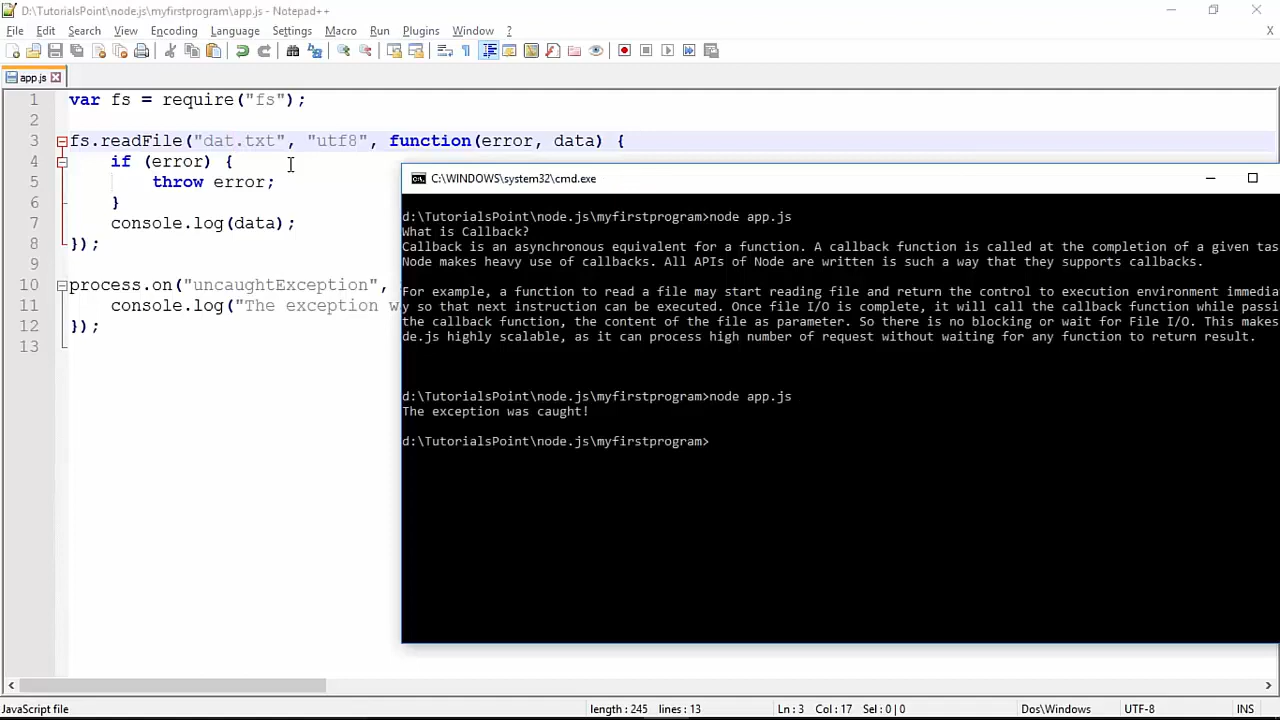 D:\TutorialsPoint\node.js\myfirstprogram\app.js - Notepad++
File Edit Search View Encoding Language Settings Macro Run Plugins Window ?
X
app.js
1 var fs = require("fs");
2
3 fs.readFile("dat.txt", "utf8", function(error, data) {
4 if (error) {
5 throw error;
6 }
7 console.log(data);
8 });
9
10 process.on("uncaughtException",
11 console.log("The exception w
12 });
13
C:\WINDOWS\system32\cmd.exe
d:\TutorialsPoint\node.js\myfirstprogram>node app.js
What is Callback?
Callback is an asynchronous equivalent for a function. A callback function is called at the completion of a given tas
Node makes heavy use of callbacks. All APIs of Node are written is such a way that they supports callbacks.
For example, a function to read a file may start reading file and return the control to execution environment immedia
y so that next instruction can be executed. Once file I/O is complete, it will call the callback function while passi
the callback function, the content of the file as parameter. So there is no blocking or wait for File I/O. This makes
de.js highly scalable, as it can process high number of request without waiting for any function to return result.
d:\TutorialsPoint\node.js\myfirstprogram>node app.js
The exception was caught!
d:\TutorialsPoint\node.js\myfirstprogram>
JavaScript file length : 245 lines : 13 Ln : 3 Col : 17 Sel : 0 | 0 Dos\Windows UTF-8 INS